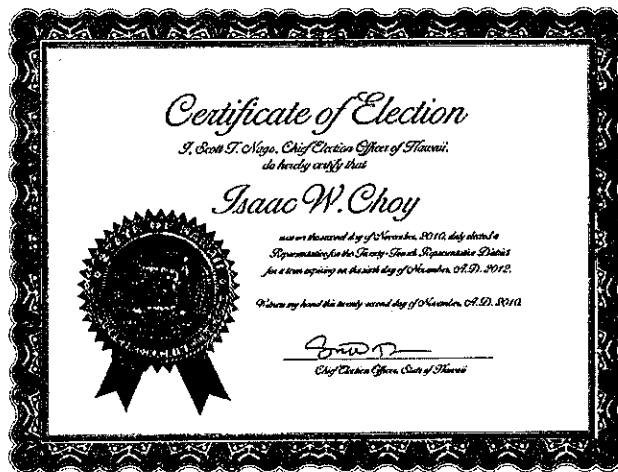 Certificate of Election
I, Scott T. Nago, Chief Election Officer of Hawaii,
do hereby certify that
Isaac W. Choy
was on the second day of November, 2010, duly elected a
Representative for the Twenty-Fourth Representative District
for a term expiring on the sixth day of November, A.D. 2012.
Witness my hand this twenty-second day of November, A.D. 2010.
Chief Election Officer, State of Hawaii